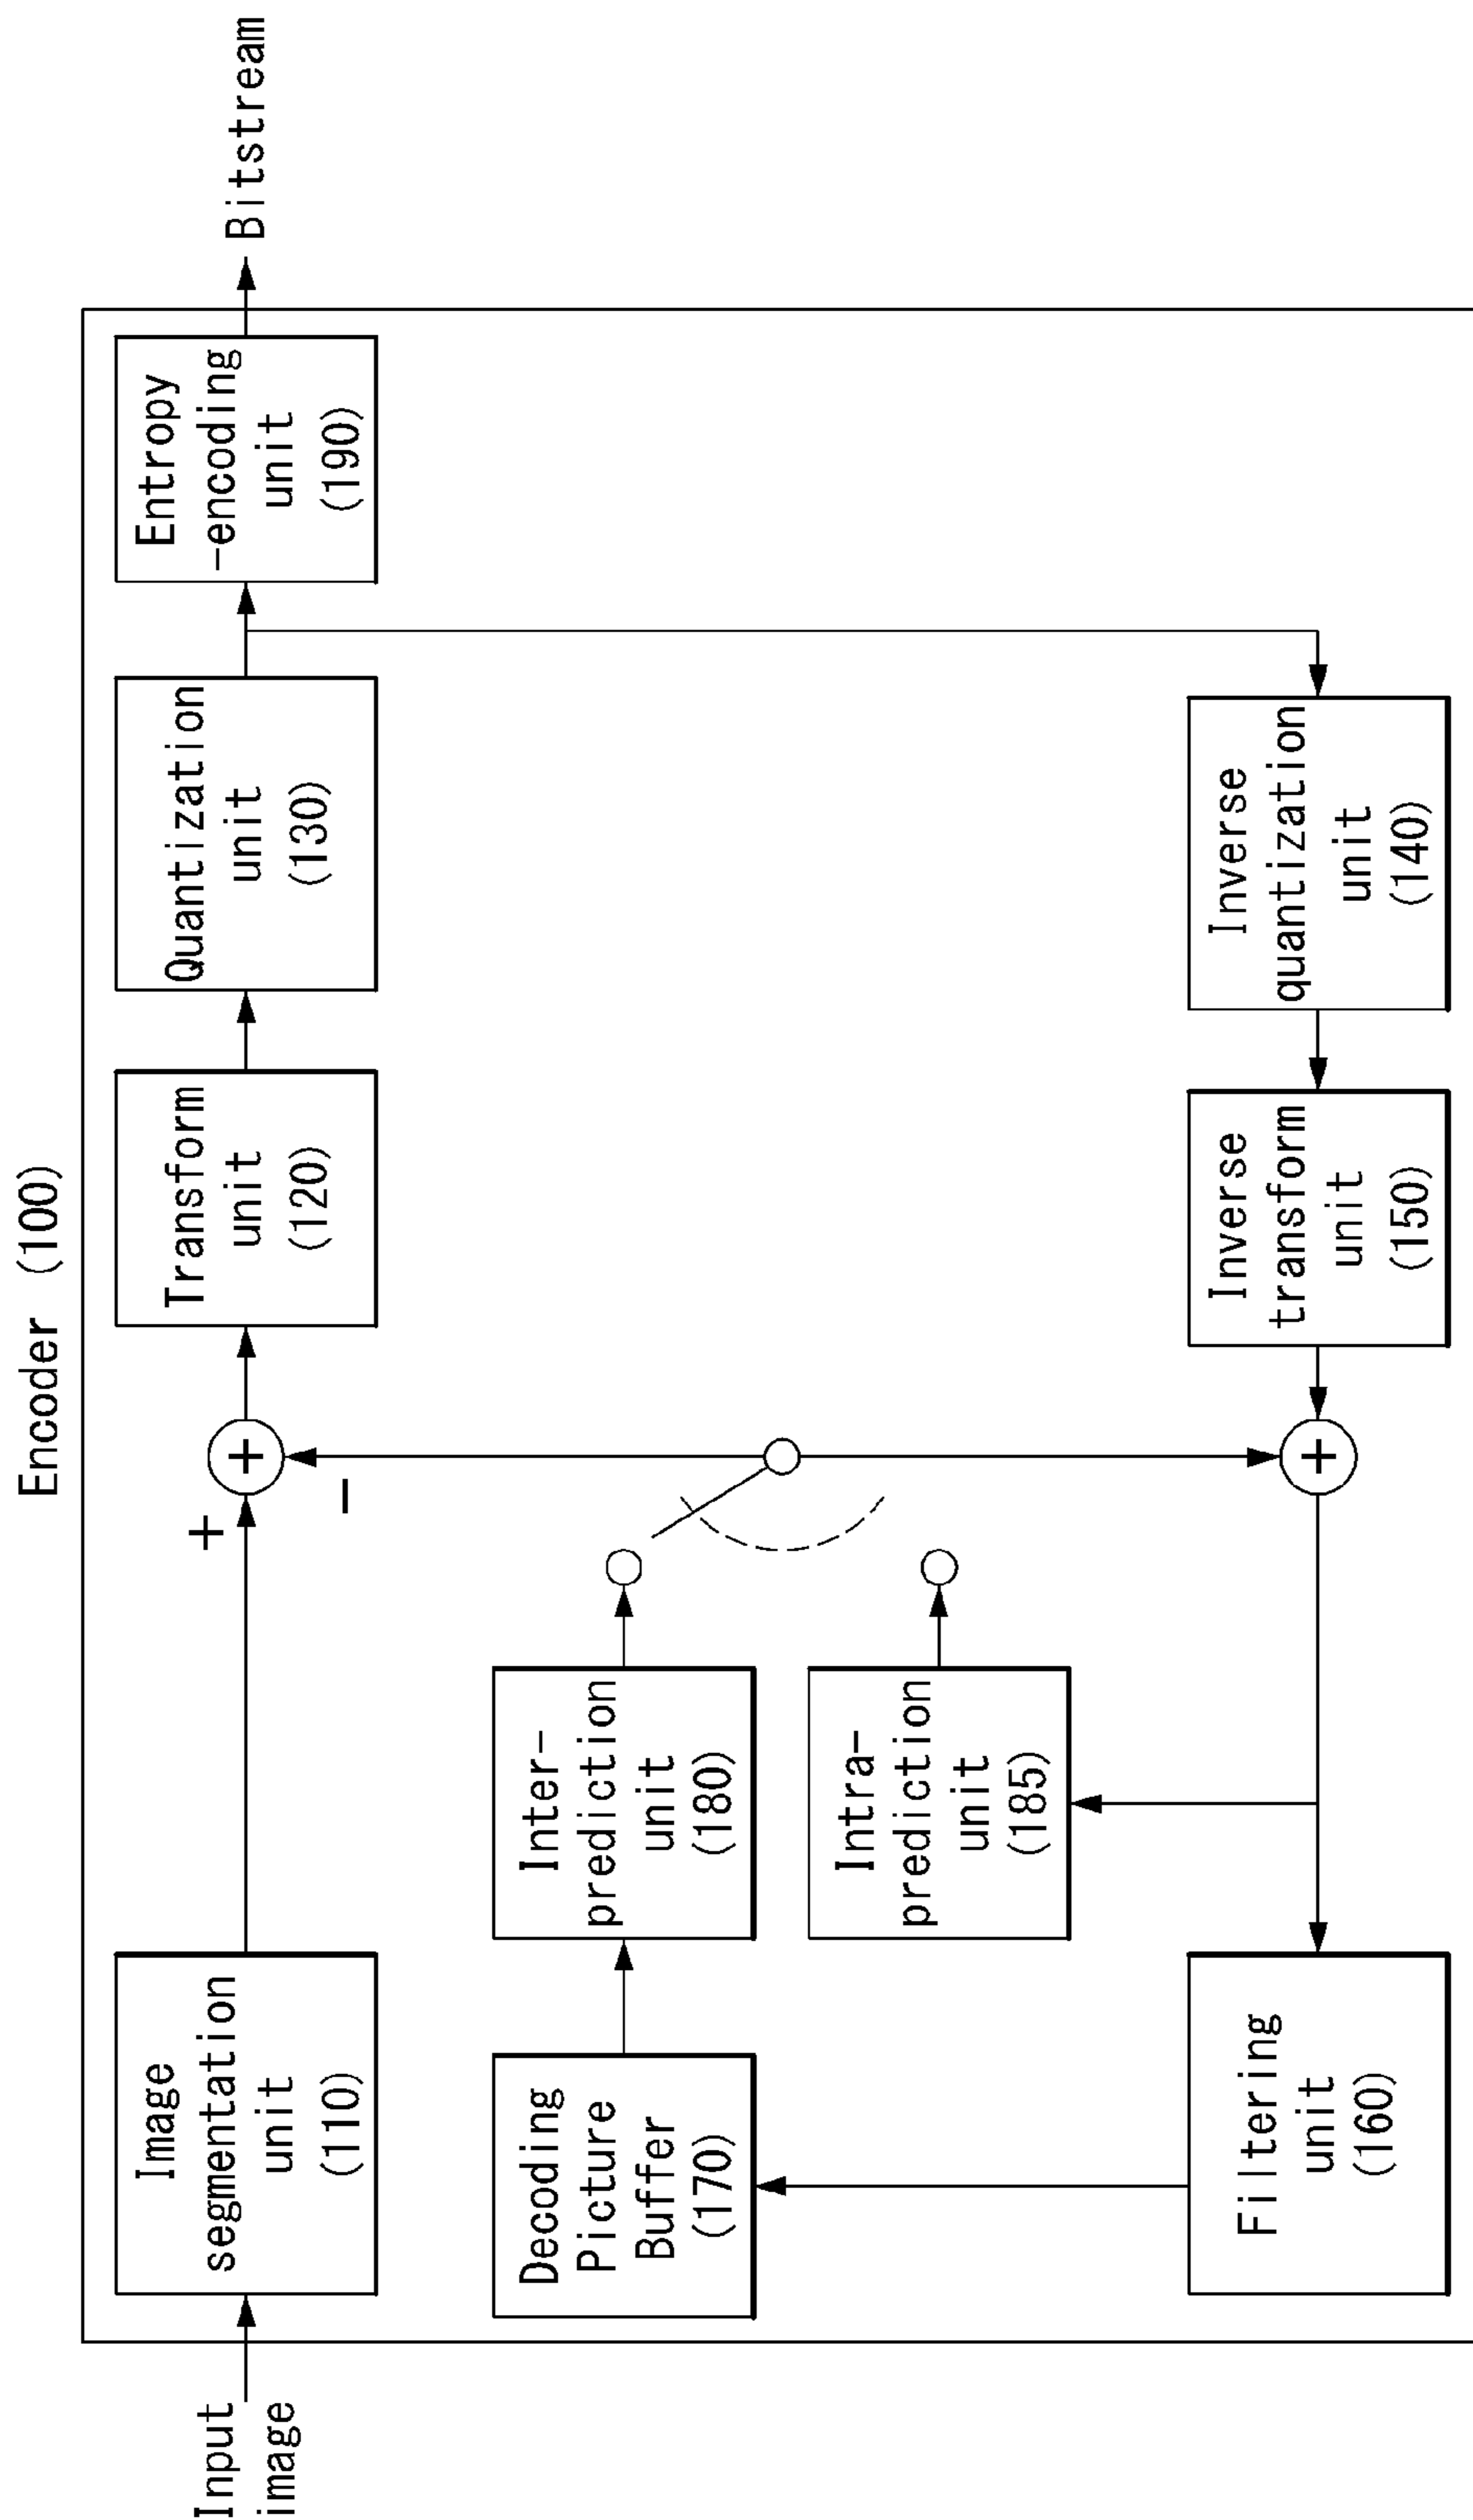 Encoder (100)
Input
image
Image
segmentation
unit
(110)
+
−
+
Transform
unit
(120)
Quantization
unit
(130)
Entropy
-encoding
unit
(190)
Bitstream
Decoding
Picture
Buffer
(170)
Inter-
prediction
unit
(180)
Intra-
prediction
unit
(185)
Filtering
unit
(160)
+
Inverse
transform
unit
(150)
Inverse
quantization
unit
(140)